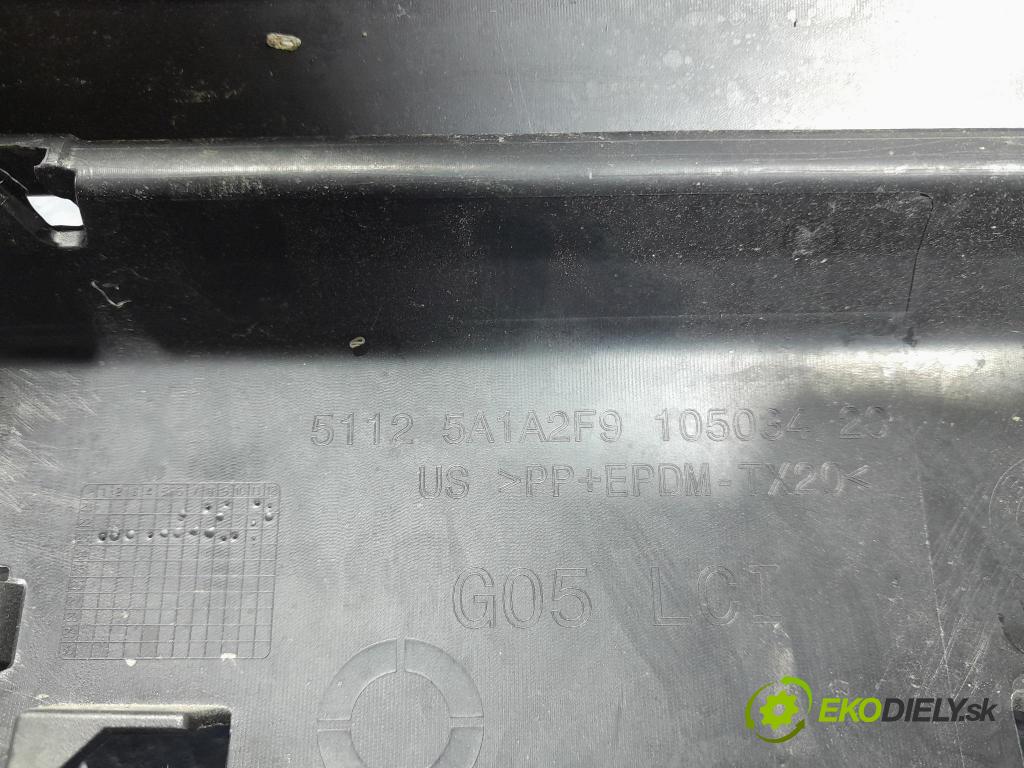 5112 5A1A2F9 105034 20
US >PP+EPDM-TX20<
G05 LCI
EKODIELY.sk